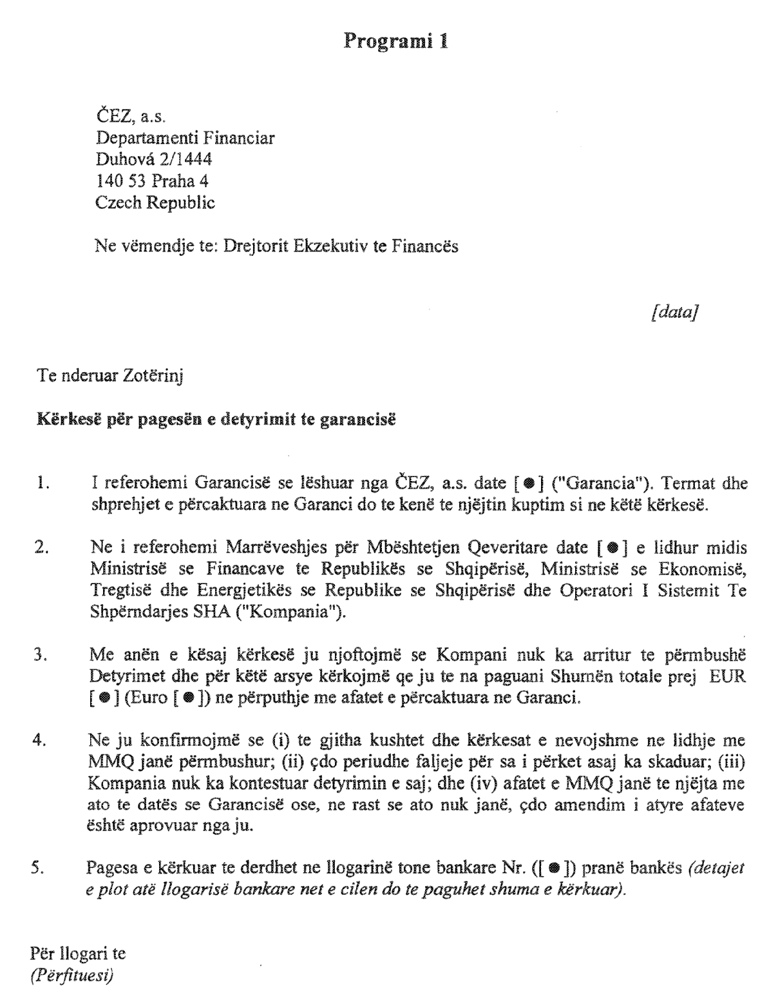 Programi 1
ČEZ, a.s.
Departamenti Financiar
Duhová 2/1444
140 53 Praha 4
Czech Republic
Ne vëmendje te: Drejtorit Ekzekutiv te Financës
[data]
Te nderuar Zotërinj
Kërkesë për pagesën e detyrimit te garancisë
1. I referohemi Garancisë se lëshuar nga ČEZ, a.s. date [●] ("Garancia"). Termat dhe
shprehjet e përcaktuara ne Garanci do te kenë te njëjtin kuptim si ne këtë kërkesë.
2. Ne i referohemi Marrëveshjes për Mbështetjen Qeveritare date [●] e lidhur midis
Ministrisë se Financave te Republikës se Shqipërisë, Ministrisë se Ekonomisë,
Tregtisë dhe Energjetikës se Republike se Shqipërisë dhe Operatori I Sistemit Te
Shpërndarjes SHA ("Kompania").
3. Me anën e kësaj kërkesë ju njoftojmë se Kompani nuk ka arritur te përmbushë
Detyrimet dhe për këtë arsye kërkojmë qe ju te na paguani Shumën totale prej EUR
[●] (Euro [●]) ne përputhje me afatet e përcaktuara ne Garanci.
4. Ne ju konfirmojmë se (i) te gjitha kushtet dhe kërkesat e nevojshme ne lidhje me
MMQ janë përmbushur; (ii) çdo periudhe faljeje për sa i përket asaj ka skaduar; (iii)
Kompania nuk ka kontestuar detyrimin e saj; dhe (iv) afatet e MMQ janë te njëjta me
ato te datës se Garancisë ose, ne rast se ato nuk janë, çdo amendim i atyre afateve
është aprovuar nga ju.
5. Pagesa e kërkuar te derdhet ne llogarinë tone bankare Nr. ([●]) pranë bankës (detajet
e plot atë llogarisë bankare net e cilen do te paguhet shuma e kërkuar).
Për llogari te
(Përfituesi)